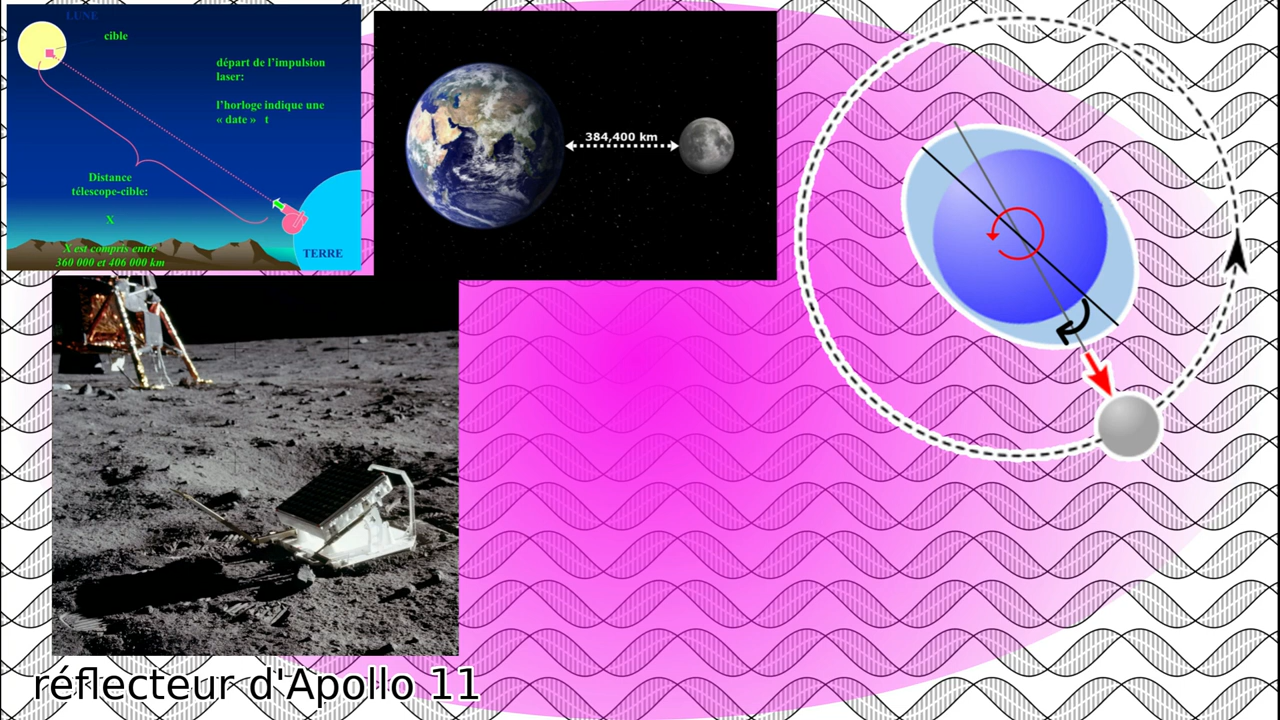 LUNE
cible
départ de l’impulsion
laser:
l’horloge indique une
« date »   t
Distance
télescope-cible:
X
X est compris entre
360 000 et 406 000 km
TERRE
384,400 km
réflecteur d'Apollo 11